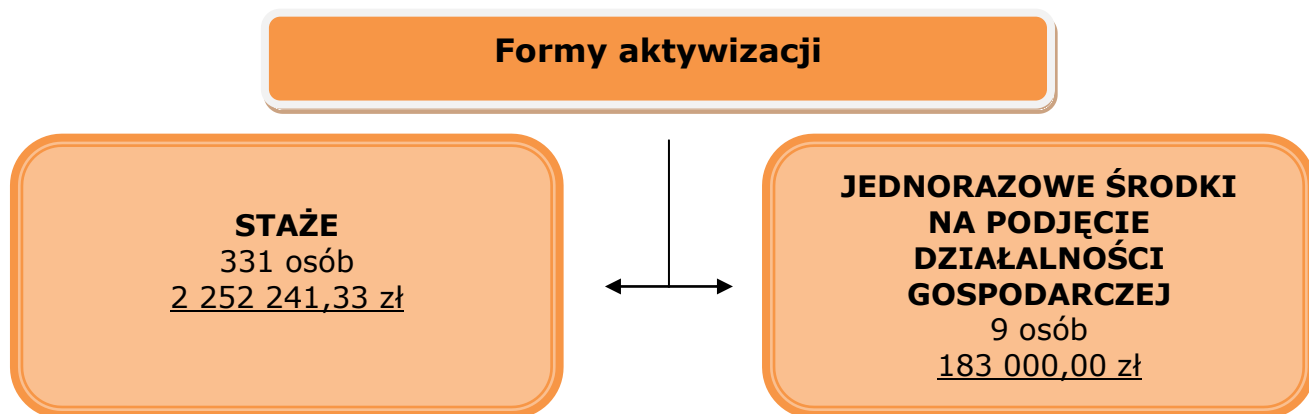 Formy aktywizacji
STAŻE
331 osób
2 252 241,33 zł
JEDNORAZOWE ŚRODKI
NA PODJĘCIE
DZIAŁALNOŚCI
GOSPODARCZEJ
9 osób
183 000,00 zł